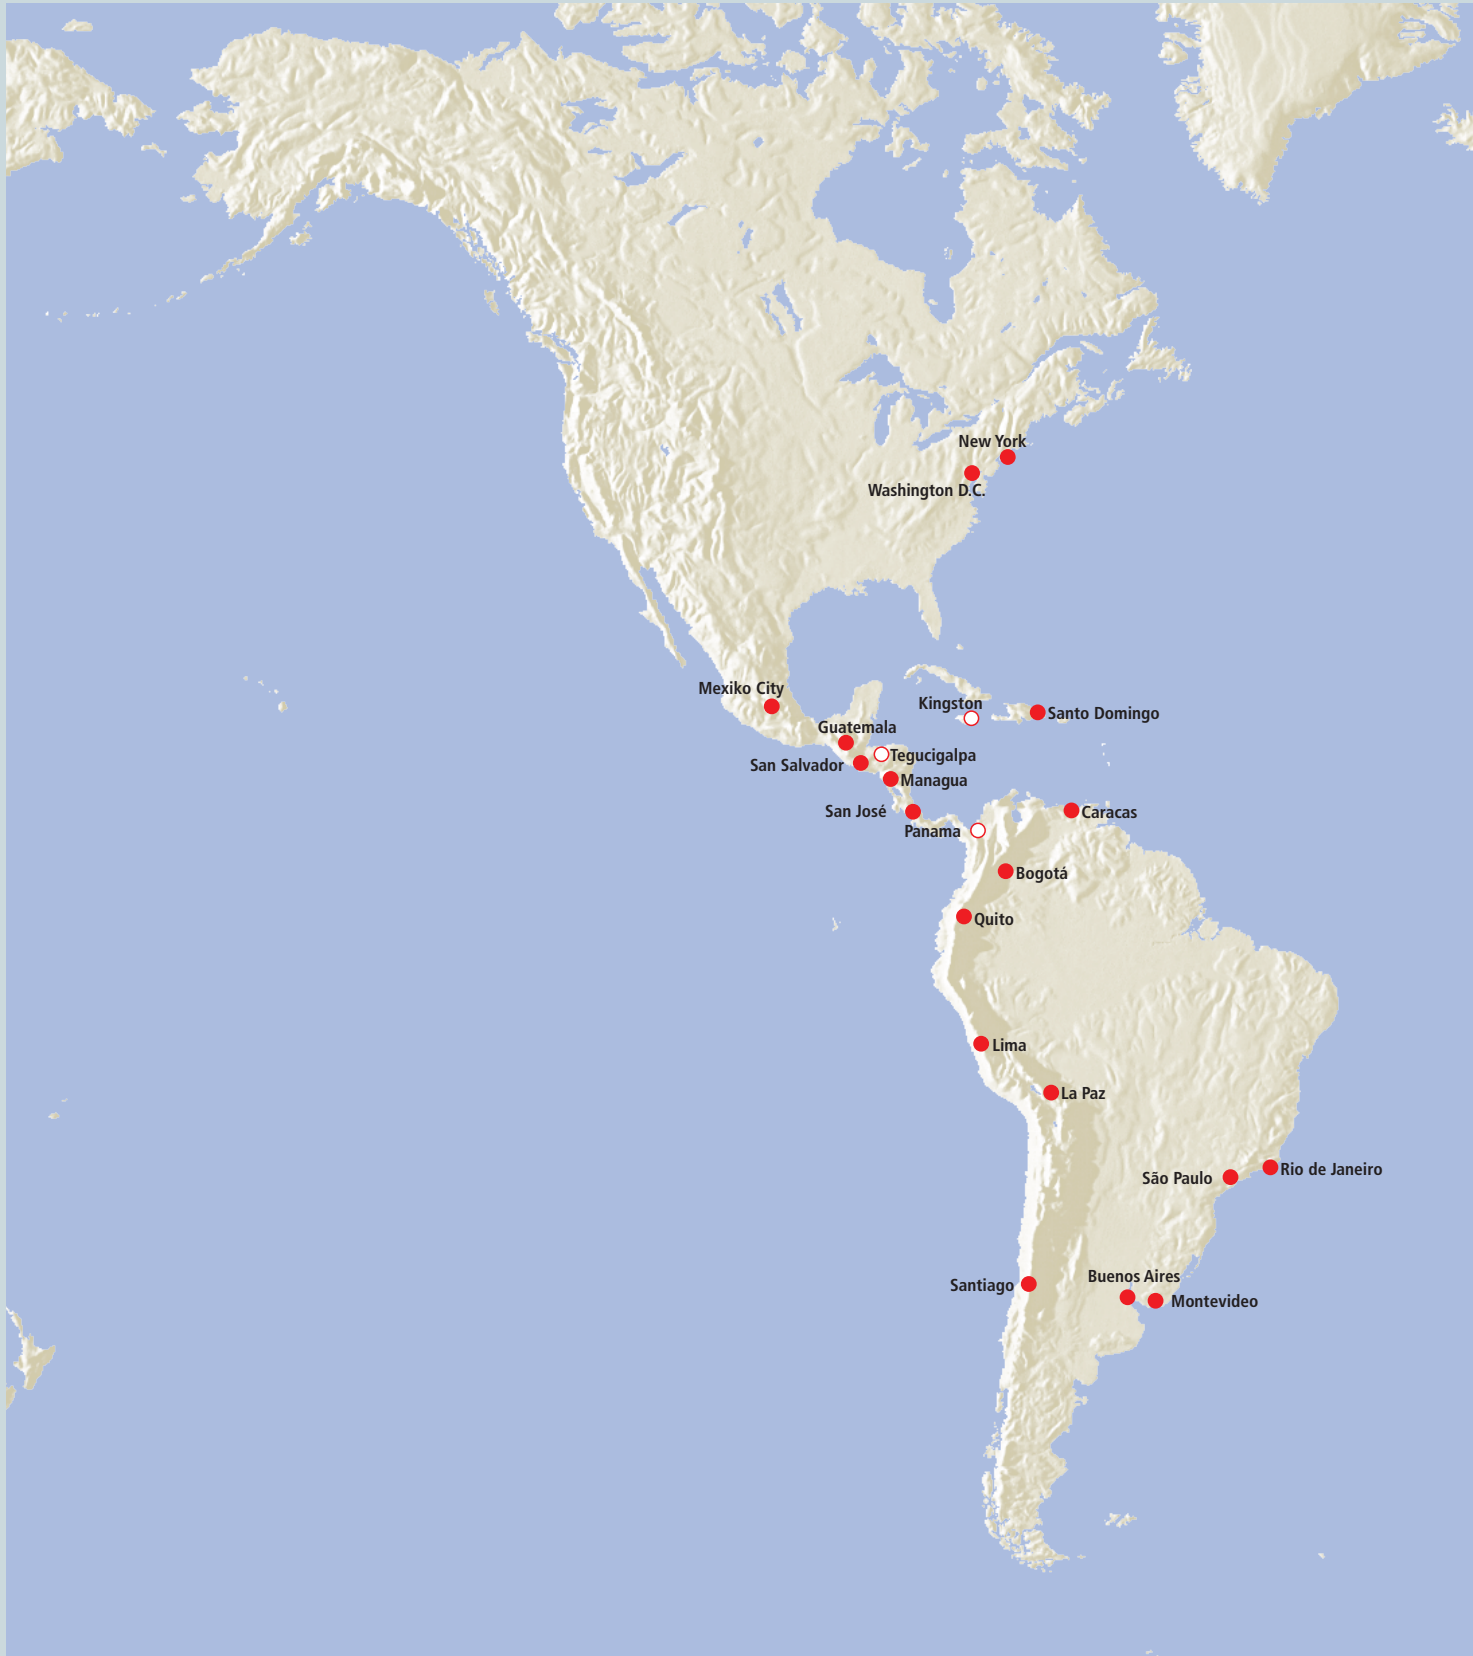 New York
Washington D.C.
Mexiko City
Kingston
Santo Domingo
Guatemala
Tegucigalpa
San Salvador
Managua
San José
Caracas
Panama
Bogotá
Quito
Lima
La Paz
Rio de Janeiro
São Paulo
Buenos Aires
Santiago
Montevideo